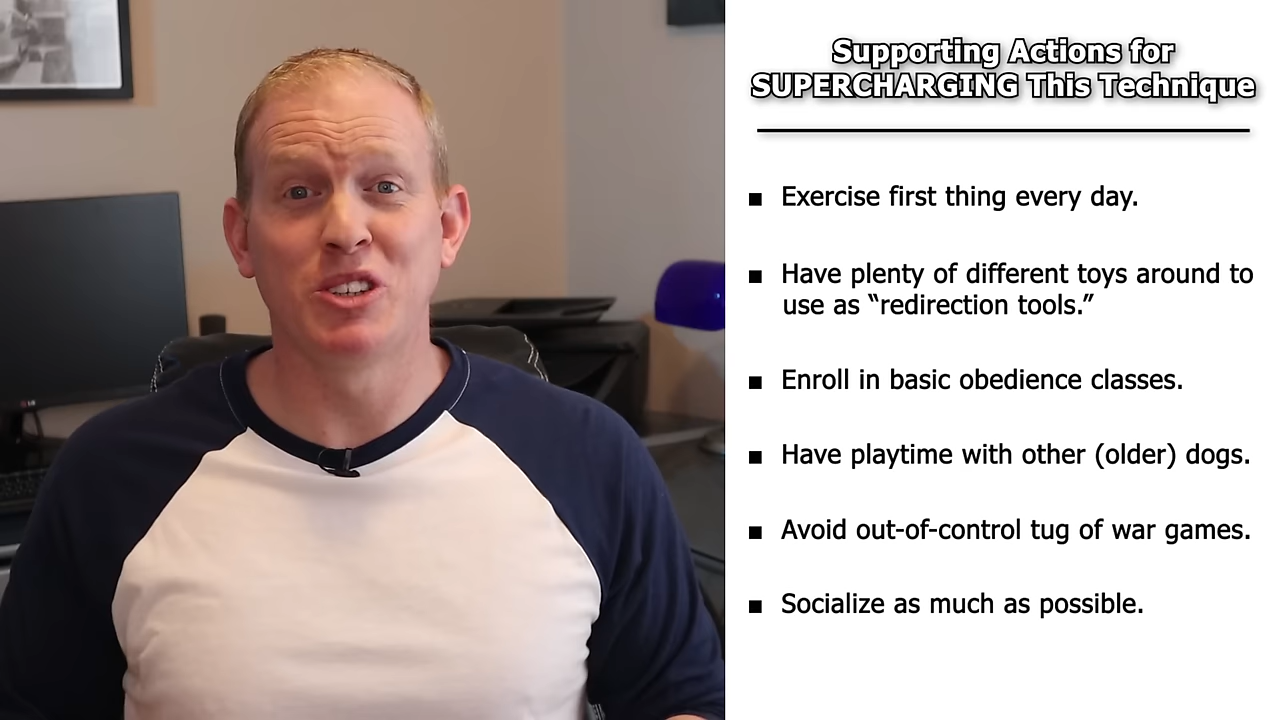 Supporting Actions for
SUPERCHARGING This Technique
■ Exercise first thing every day.
■ Have plenty of different toys around to
use as “redirection tools.”
■ Enroll in basic obedience classes.
■ Have playtime with other (older) dogs.
■ Avoid out-of-control tug of war games.
■ Socialize as much as possible.
LG